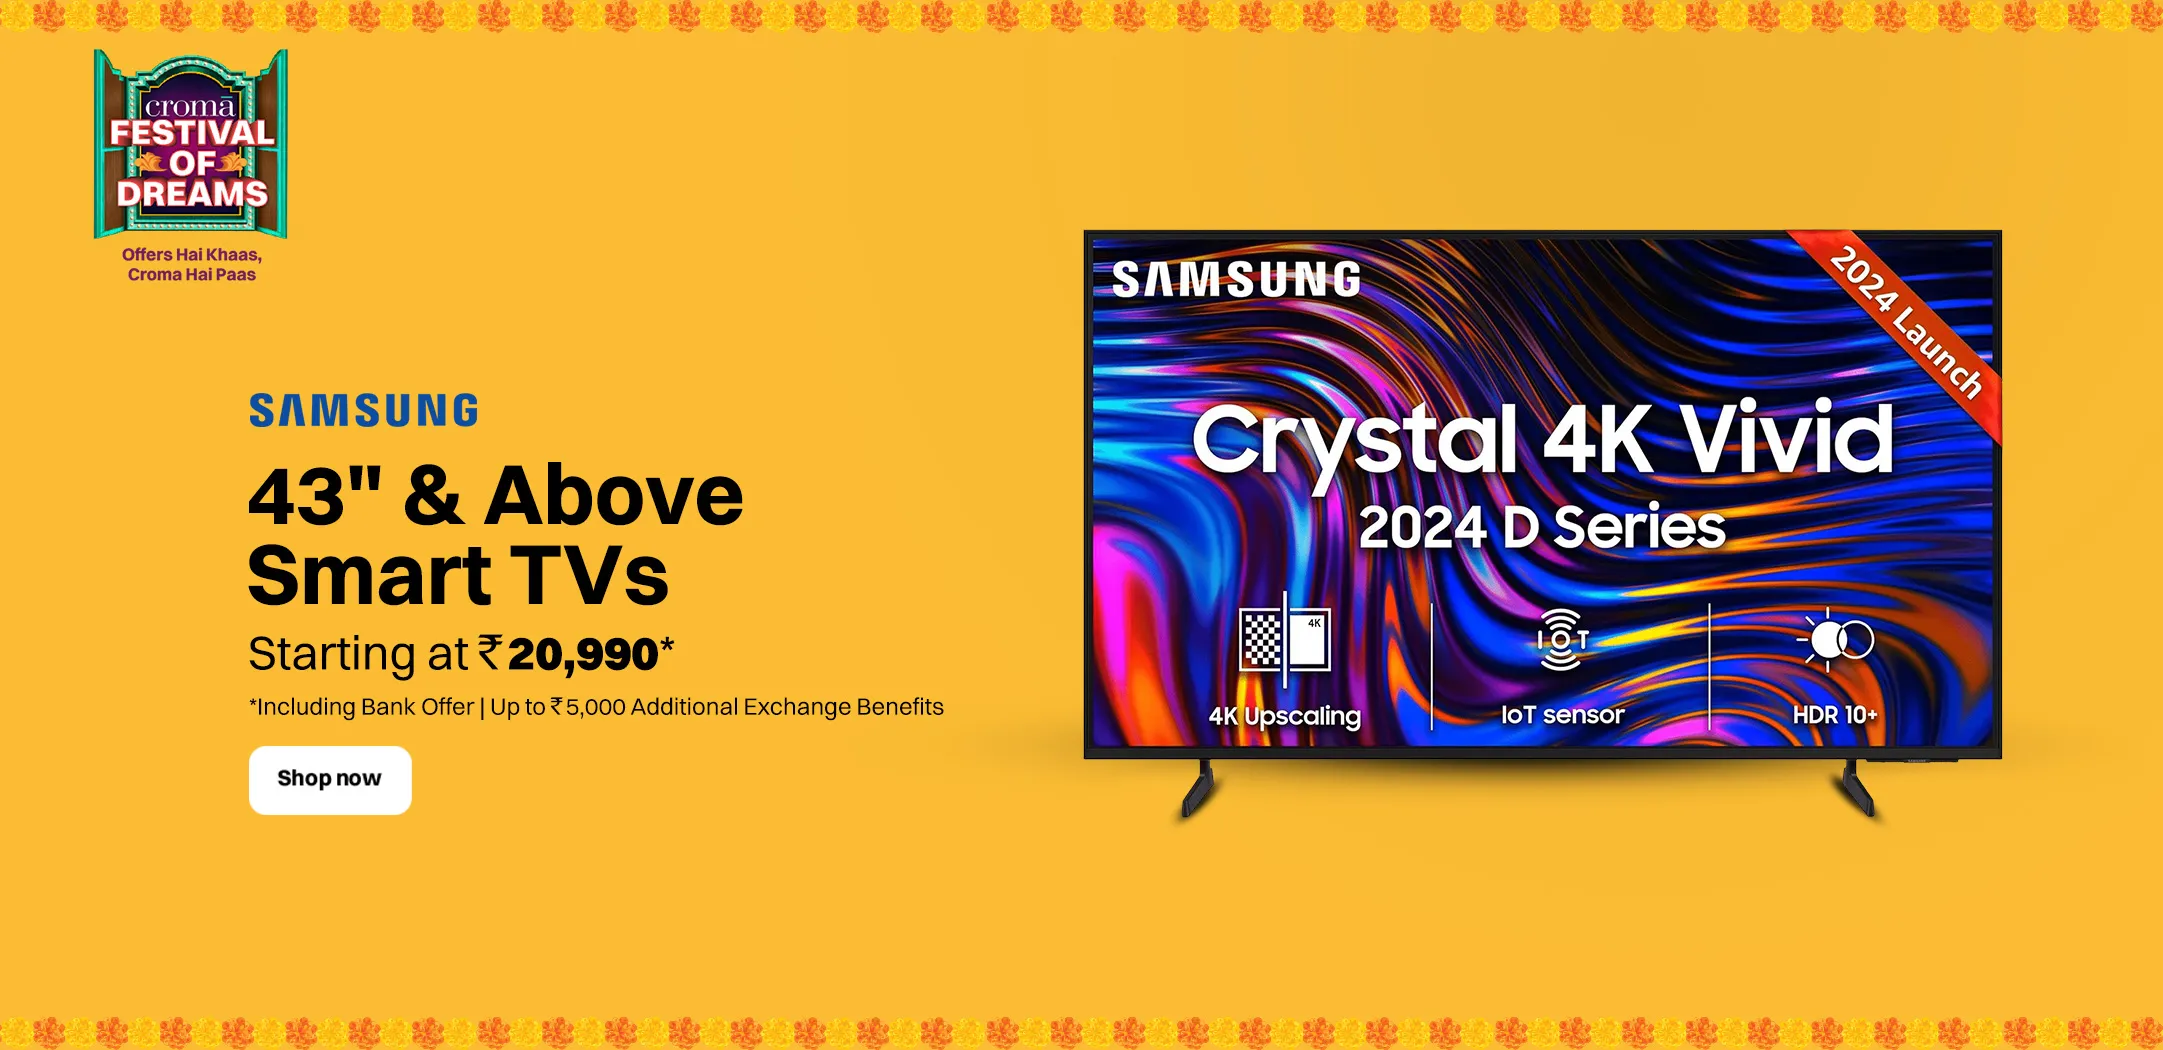 cromā
FESTIVAL
OF
DREAMS
Offers Hai Khaas,
Croma Hai Paas
SAMSUNG
43" & Above
Smart TVs
Starting at ₹20,990*
*Including Bank Offer | Up to ₹5,000 Additional Exchange Benefits
Shop now
SAMSUNG
2024 Launch
Crystal 4K Vivid
2024 D Series
4K
4K Upscaling
IOT
IoT sensor
HDR 10+